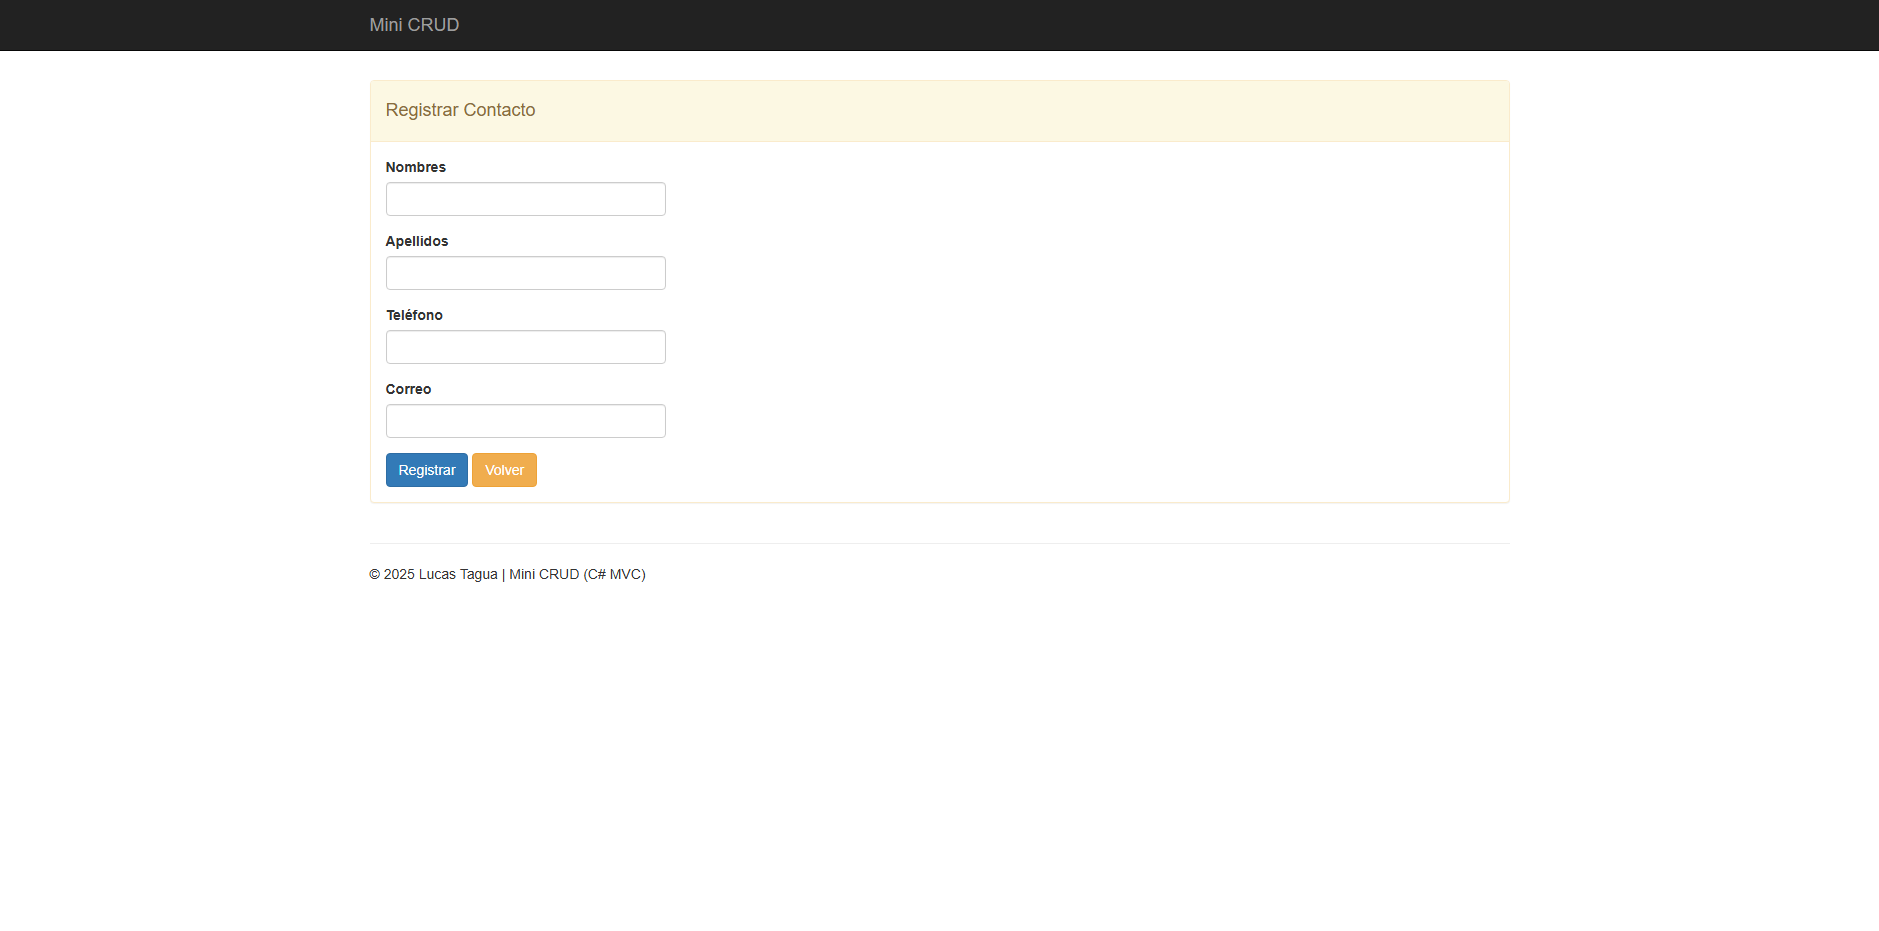 Mini CRUD
Registrar Contacto
Nombres
Apellidos
Teléfono
Correo
Registrar Volver
© 2025 Lucas Tagua | Mini CRUD (C# MVC)